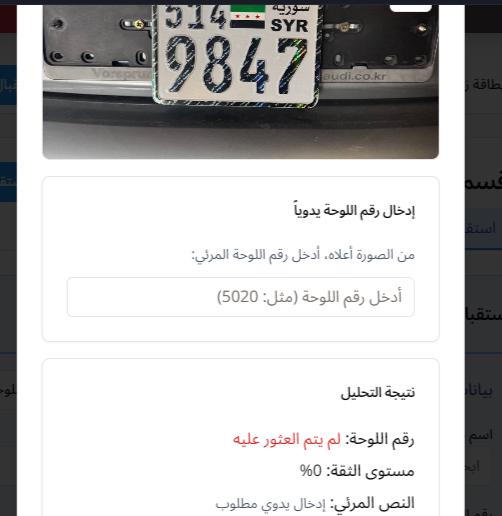 514 سورية
SYR
9847
Vorsprung audi.co.kr
إدخال رقم اللوحة يدوياً
من الصورة أعلاه، أدخل رقم اللوحة المرئي:
أدخل رقم اللوحة (مثل: 5020)
نتيجة التحليل
رقم اللوحة: لم يتم العثور عليه
مستوى الثقة: 0%
النص المرئي: إدخال يدوي مطلوب